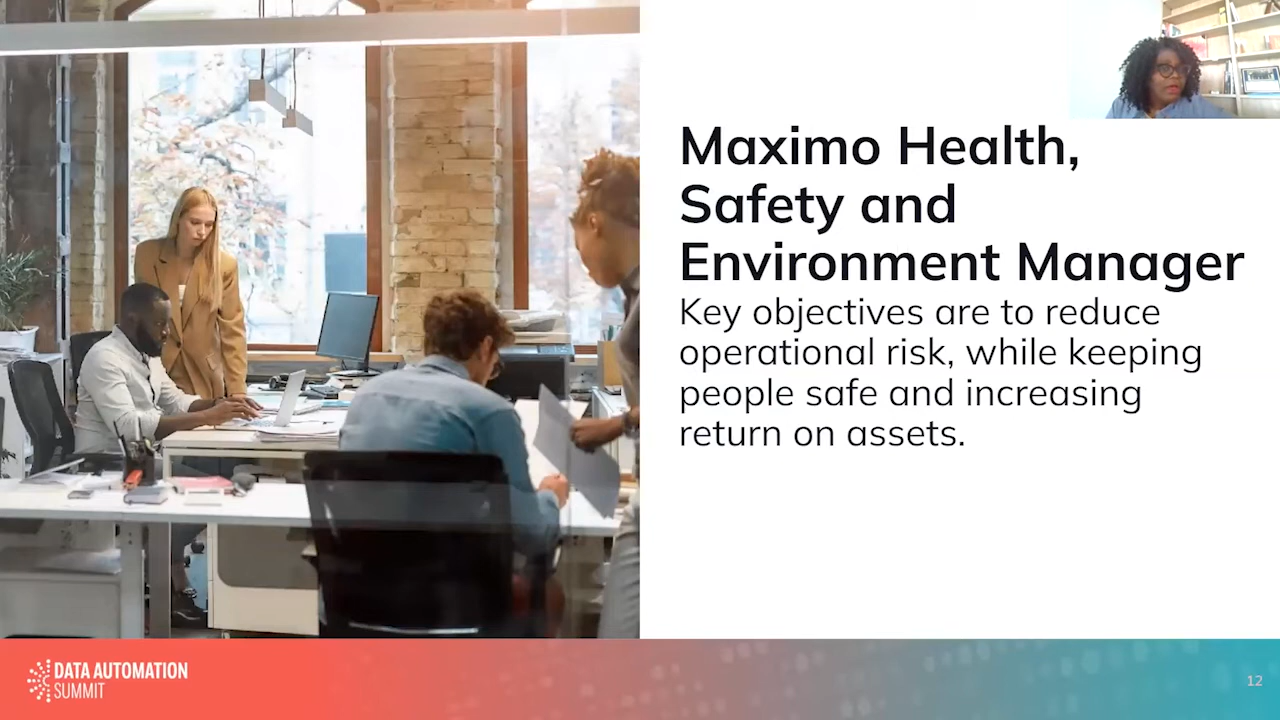 Maximo Health,
Safety and
Environment Manager
Key objectives are to reduce
operational risk, while keeping
people safe and increasing
return on assets.
DATA AUTOMATION
SUMMIT
12